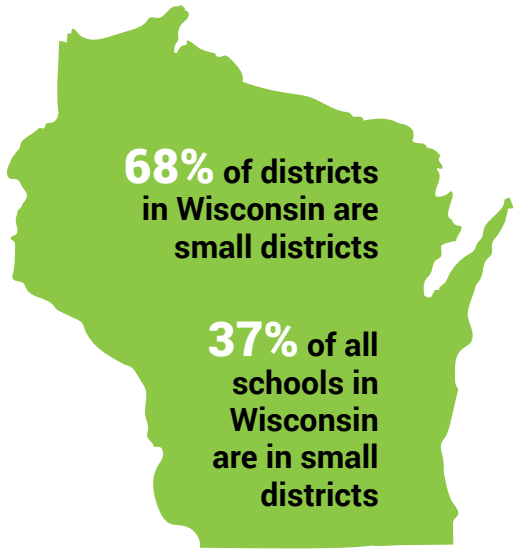 68% of districts
in Wisconsin are
small districts
37% of all
schools in
Wisconsin
are in small
districts